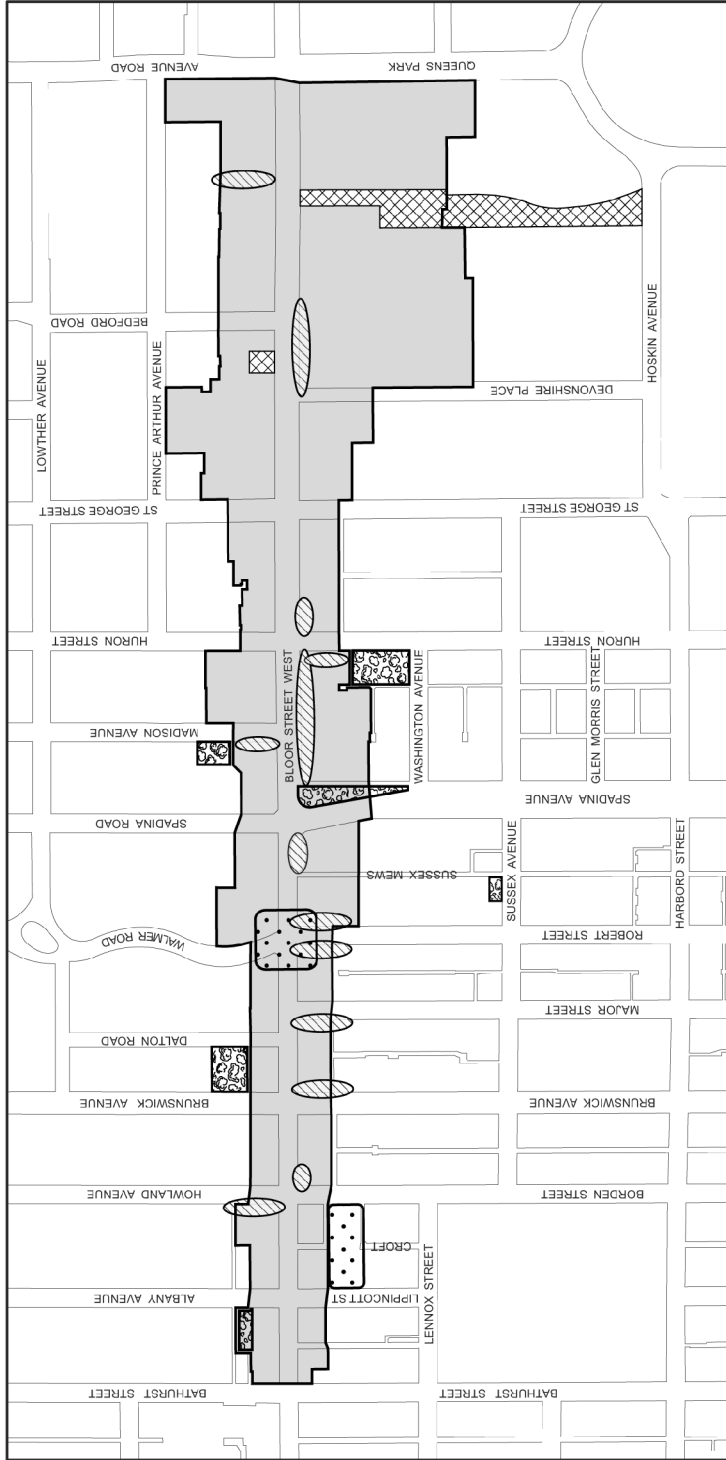 AVENUE ROAD
QUEENS PARK
BEDFORD ROAD
LOWTHER AVENUE
PRINCE ARTHUR AVENUE
DEVONSHIRE PLACE
HOSKIN AVENUE
ST GEORGE STREET
ST GEORGE STREET
HURON STREET
HURON STREET
BLOOR STREET WEST
WASHINGTON AVENUE
GLEN MORRIS STREET
MADISON AVENUE
SPADINA AVENUE
SPADINA ROAD
SUSSEX MEWS
SUSSEX AVENUE
HARBORD STREET
WALMER ROAD
ROBERT STREET
MAJOR STREET
DALTON ROAD
BRUNSWICK AVENUE
BRUNSWICK AVENUE
HOWLAND AVENUE
BORDEN STREET
CROFT
ALBANY AVENUE
LIPPINCOTT ST
LENNOX STREET
BATHURST STREET
BATHURST STREET